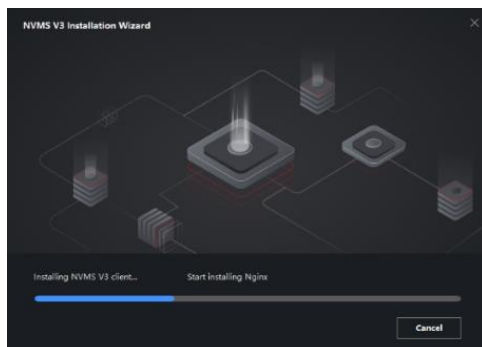 NVMS V3 Installation Wizard
Installing NVMS V3 client... Start installing Nginx
Cancel